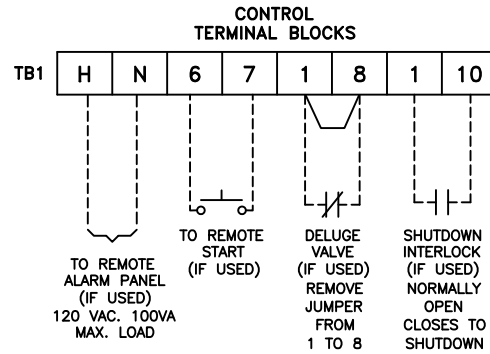 CONTROL
TERMINAL BLOCKS
TB1 H N 6 7 1 8 1 10
TO REMOTE
ALARM PANEL
(IF USED)
120 VAC. 100VA
MAX. LOAD
TO REMOTE
START
(IF USED)
DELUGE
VALVE
(IF USED)
REMOVE
JUMPER
FROM
1 TO 8
SHUTDOWN
INTERLOCK
(IF USED)
NORMALLY
OPEN
CLOSES TO
SHUTDOWN